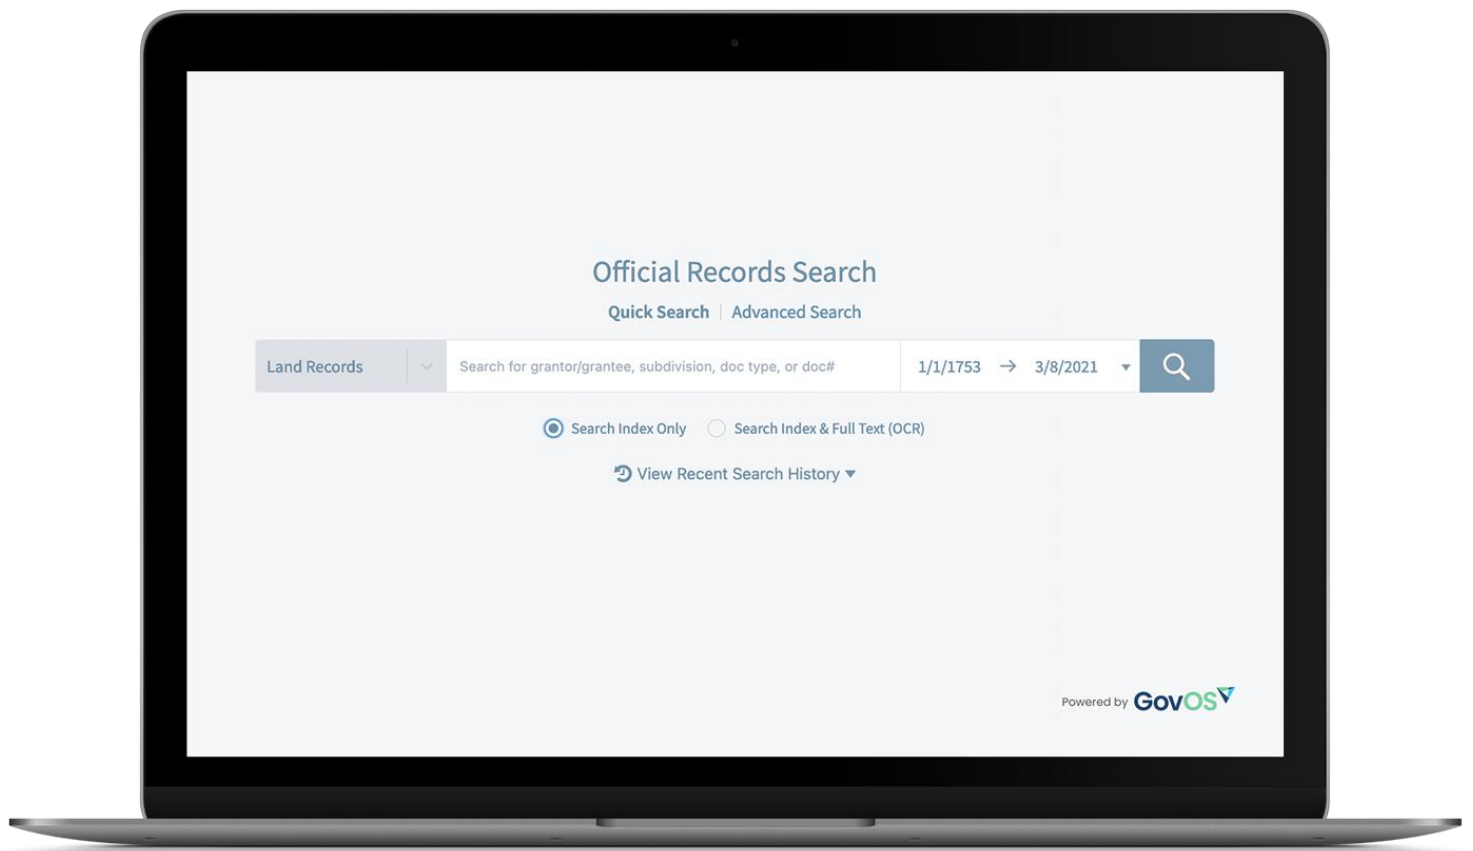 Official Records Search
Quick Search | Advanced Search
Land Records Search for grantor/grantee, subdivision, doc type, or doc# 1/1/1753 → 3/8/2021
Search Index Only Search Index & Full Text (OCR)
View Recent Search History
Powered by GovOS